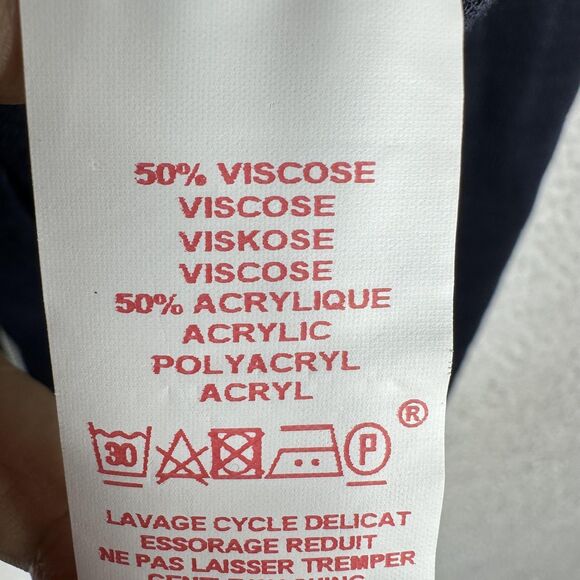 50% VISCOSE
VISCOSE
VISKOSE
VISCOSE
50% ACRYLIQUE
ACRYLIC
POLYACRYL
ACRYL
30 P ®
LAVAGE CYCLE DELICAT
ESSORAGE REDUIT
NE PAS LAISSER TREMPER